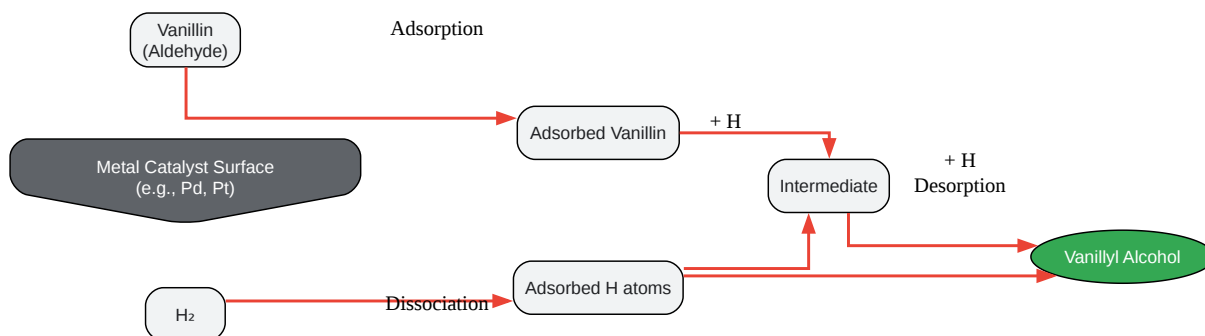 Vanillin
(Aldehyde)
Adsorption
Adsorbed Vanillin
+ H
Metal Catalyst Surface
(e.g., Pd, Pt)
Intermediate
+ H
Desorption
Vanillyl Alcohol
Adsorbed H atoms
Dissociation
H₂